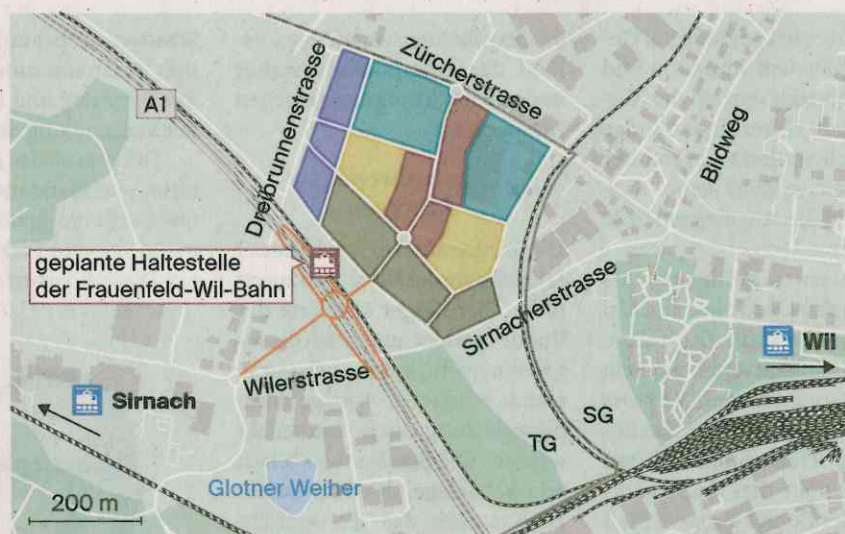 Zürcherstrasse
Dreibrunnenstrasse
A1
Bildweg
geplante Haltestelle
der Frauenfeld-Wil-Bahn
Sirnacherstrasse
Wil
Wilerstrasse
Sirnach
SG
TG
Glotner Weiher
200 m